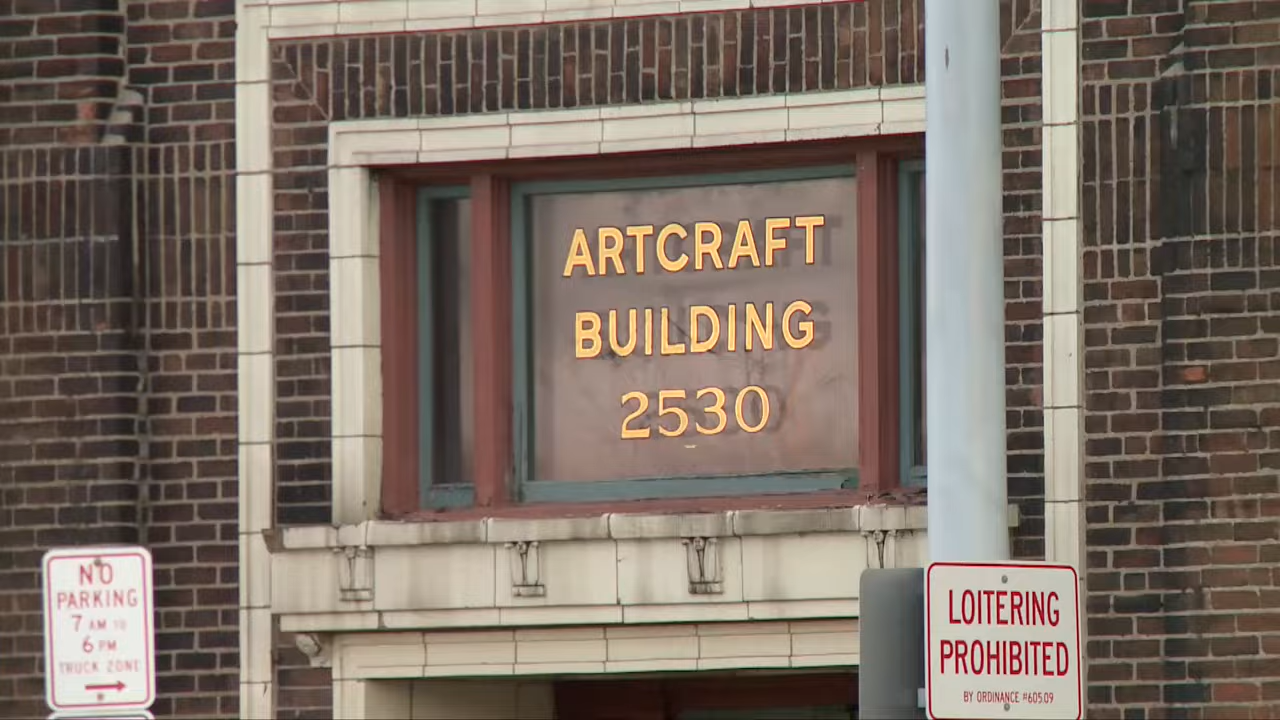 ARTCRAFT
BUILDING
2530
NO
PARKING
7 AM TO
6 PM
TRUCK ZONE
LOITERING
PROHIBITED
BY ORDINANCE #605.09